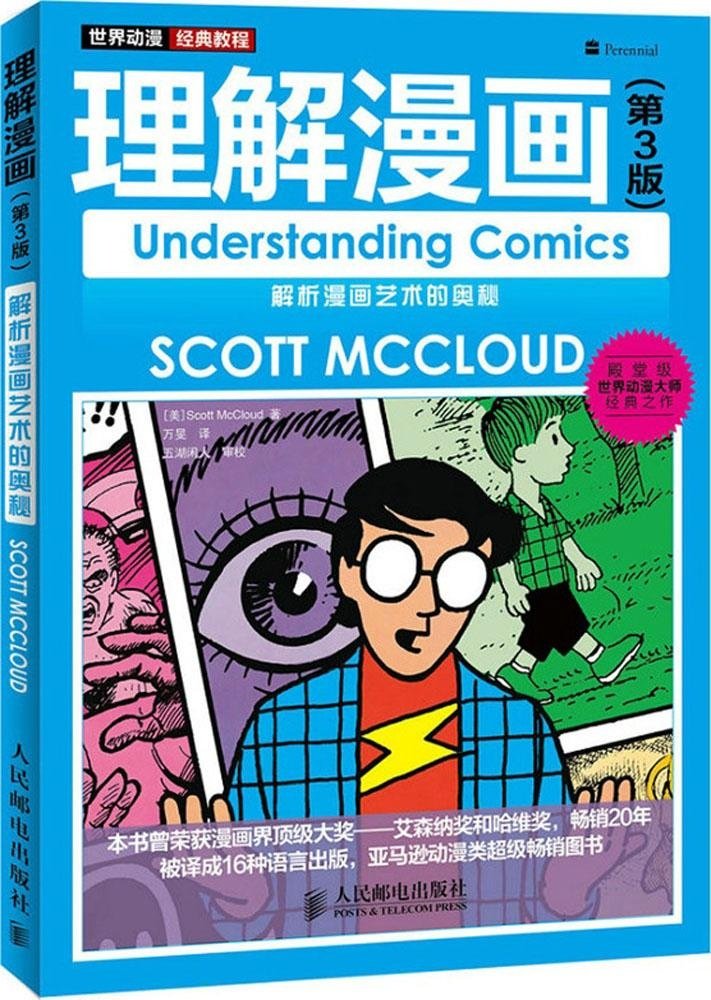 世界动漫 经典教程
Perennial
理解漫画
(第3版)
Understanding Comics
解析漫画艺术的奥秘
SCOTT MCCLOUD
殿堂级
世界动漫大师
经典之作
[美]Scott McCloud 著
万旻 译
五湖闲人 审校
本书曾荣获漫画界顶级大奖——艾森纳奖和哈维奖，畅销20年
被译成16种语言出版，亚马逊动漫类超级畅销图书
人民邮电出版社
POSTS & TELECOM PRESS
理解漫画
(第3版)
解析漫画艺术的奥秘
SCOTT MCCLOUD
人民邮电出版社